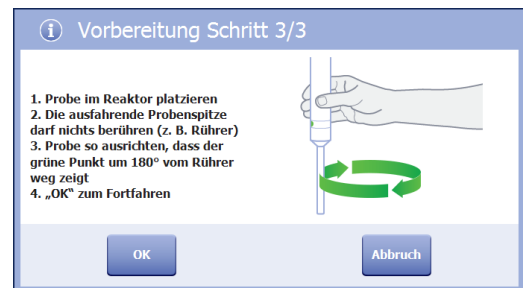 Vorbereitung Schritt 3/3
1. Probe im Reaktor platzieren
2. Die ausfahrende Probenspitze
darf nichts berühren (z. B. Rührer)
3. Probe so ausrichten, dass der
grüne Punkt um 180° vom Rührer
weg zeigt
4. „OK“ zum Fortfahren
OK
Abbruch